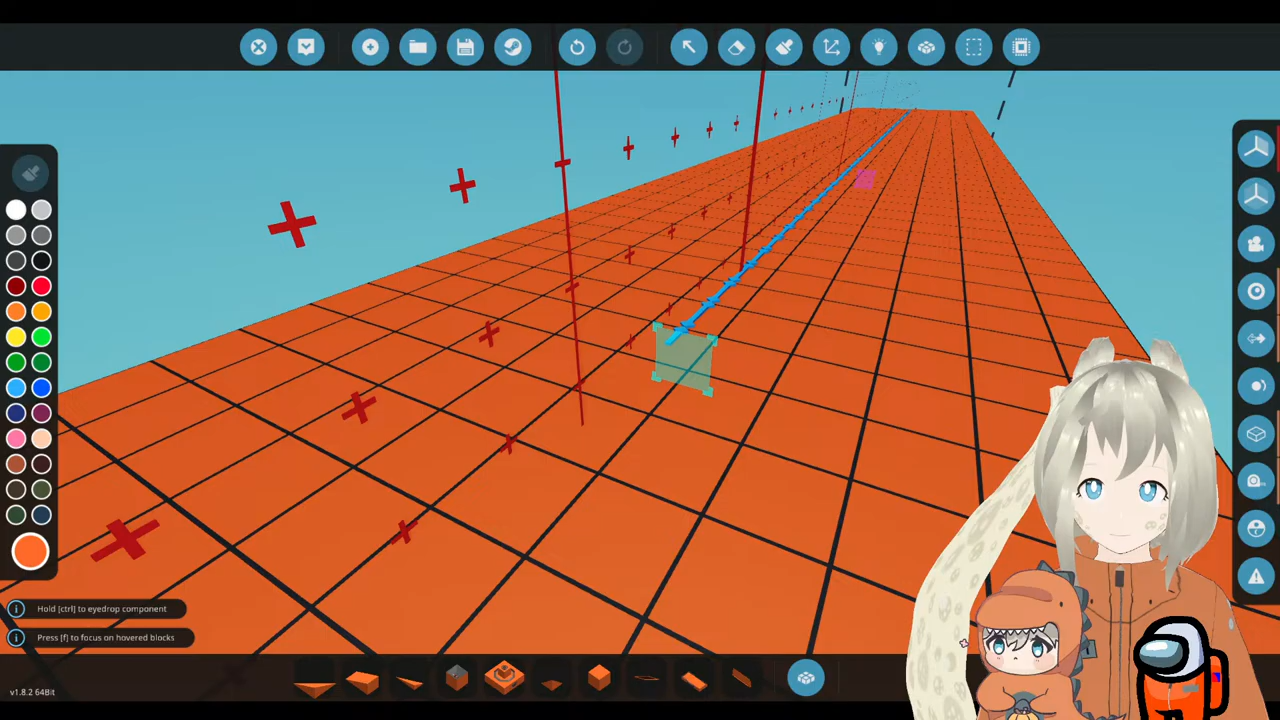 Hold [ctrl] to eyedrop component
Press [f] to focus on hovered blocks
v1.8.2 64Bit